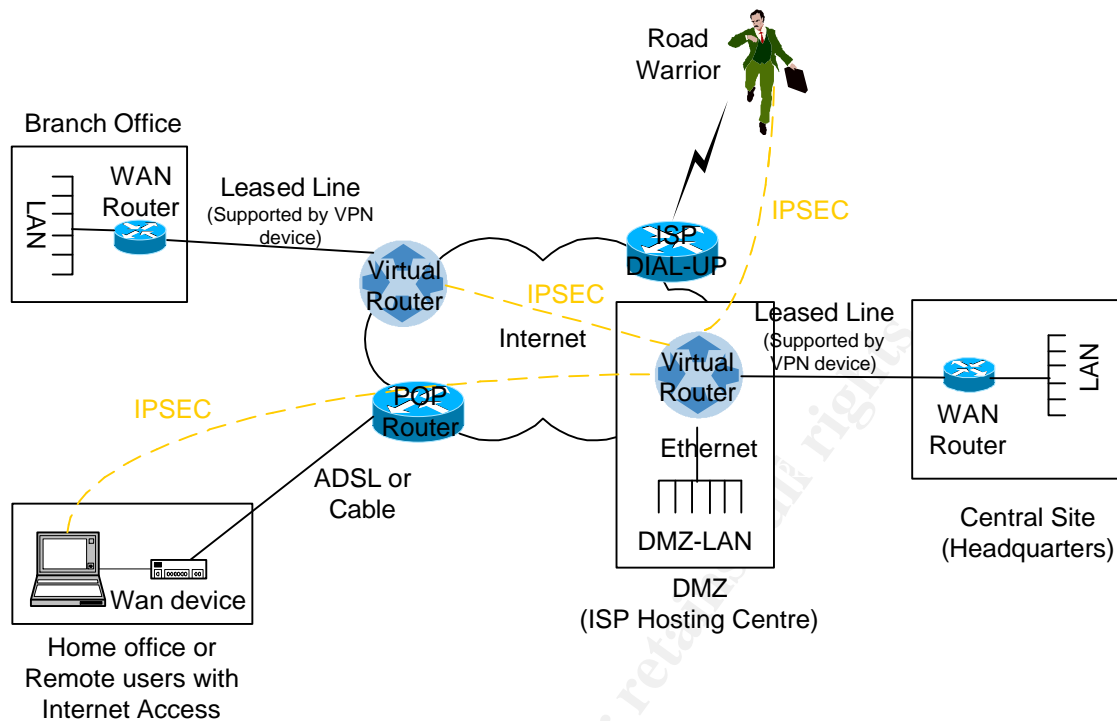 Road
Warrior
Branch Office
WAN
Router
LAN
Leased Line
(Supported by VPN
device)
Virtual
Router
ISP
DIAL-UP
IPSEC
IPSEC
Internet
Leased Line
(Supported by
VPN device)
Virtual
Router
LAN
WAN
Router
IPSEC
POP
Router
Ethernet
ADSL or
Cable
DMZ-LAN
Central Site
(Headquarters)
Wan device
DMZ
(ISP Hosting Centre)
Home office or
Remote users with
Internet Access
retains full rights